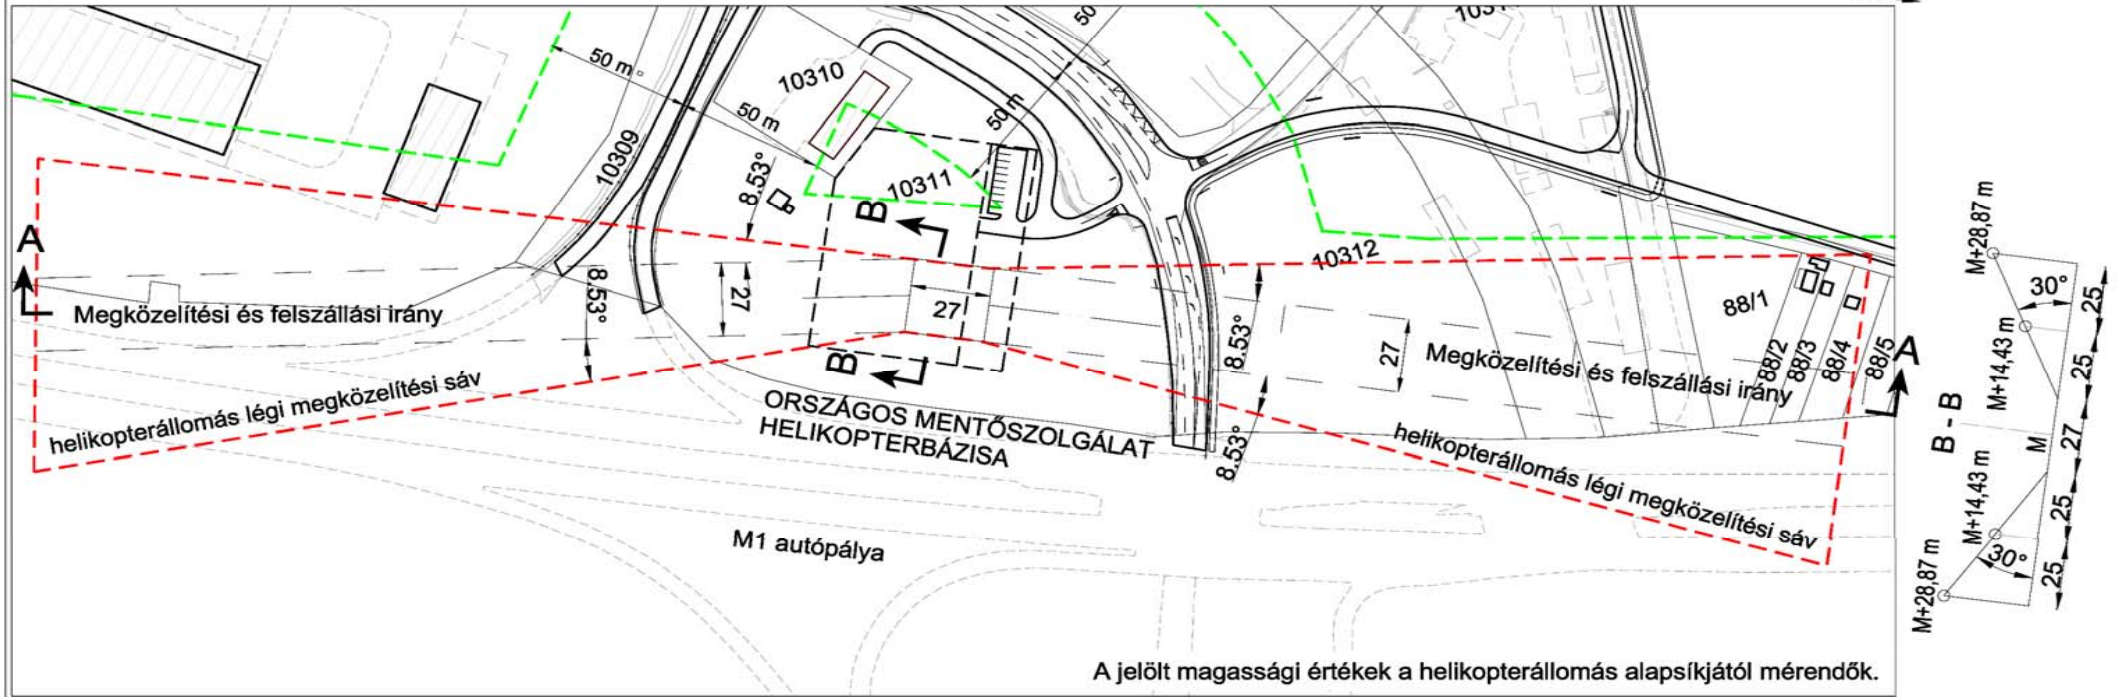 50
1031
50 m
10310
50 m
50 m
10309
8.53°
10311
B
A
10312
8.53°
27
27
88/1
Megközelítési és felszállási irány
8.53°
27
88/2
88/3
88/4
88/5
A
B
Megközelítési és felszállási irány
helikopterállomás légi megközelítési sáv
ORSZÁGOS MENTŐSZOLGÁLAT
HELIKOPTERBÁZISA
8.53°
helikopterállomás légi megközelítési sáv
M1 autópálya
A jelölt magassági értékek a helikopterállomás alapsíkjától mérendők.
M+28,87 m
30°
25
M+14,43 m
25
B - B
M
27
M+14,43 m
25
30°
25
M+28,87 m